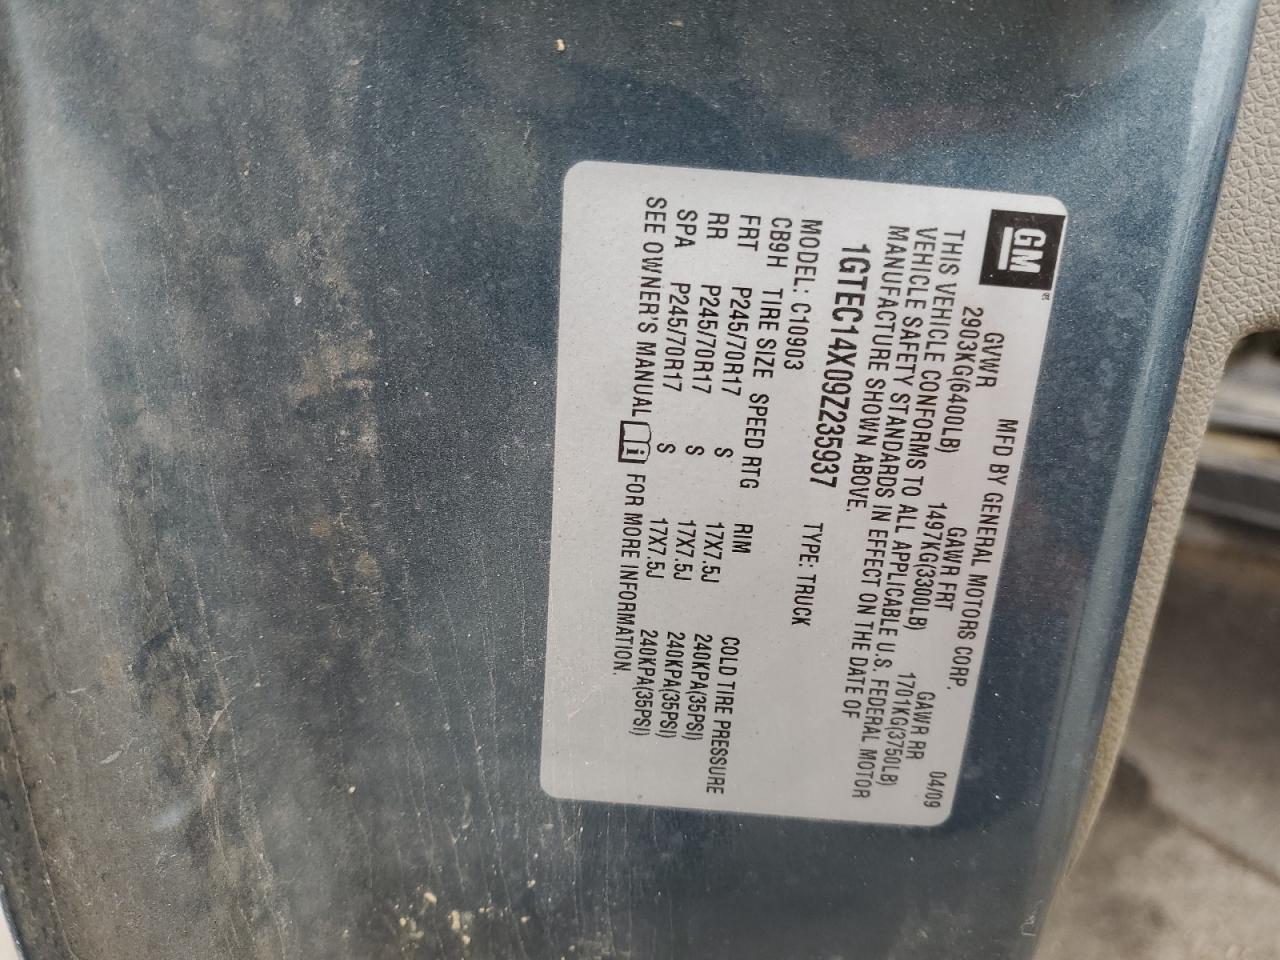 GM
MFD BY GENERAL MOTORS CORP. 04/09
GVWR GAWR FRT GAWR RR
2903KG(6400LB) 1497KG(3300LB) 1701KG(3750LB)
THIS VEHICLE CONFORMS TO ALL APPLICABLE U.S. FEDERAL MOTOR
VEHICLE SAFETY STANDARDS IN EFFECT ON THE DATE OF
MANUFACTURE SHOWN ABOVE.
1GTEC14X09Z235937
MODEL: C10903 TYPE: TRUCK
CB9H TIRE SIZE SPEED RTG RIM COLD TIRE PRESSURE
FRT P245/70R17 S 17X7.5J 240KPA(35PSI)
RR P245/70R17 S 17X7.5J 240KPA(35PSI)
SPA P245/70R17 S 17X7.5J 240KPA(35PSI)
SEE OWNER'S MANUAL i FOR MORE INFORMATION.